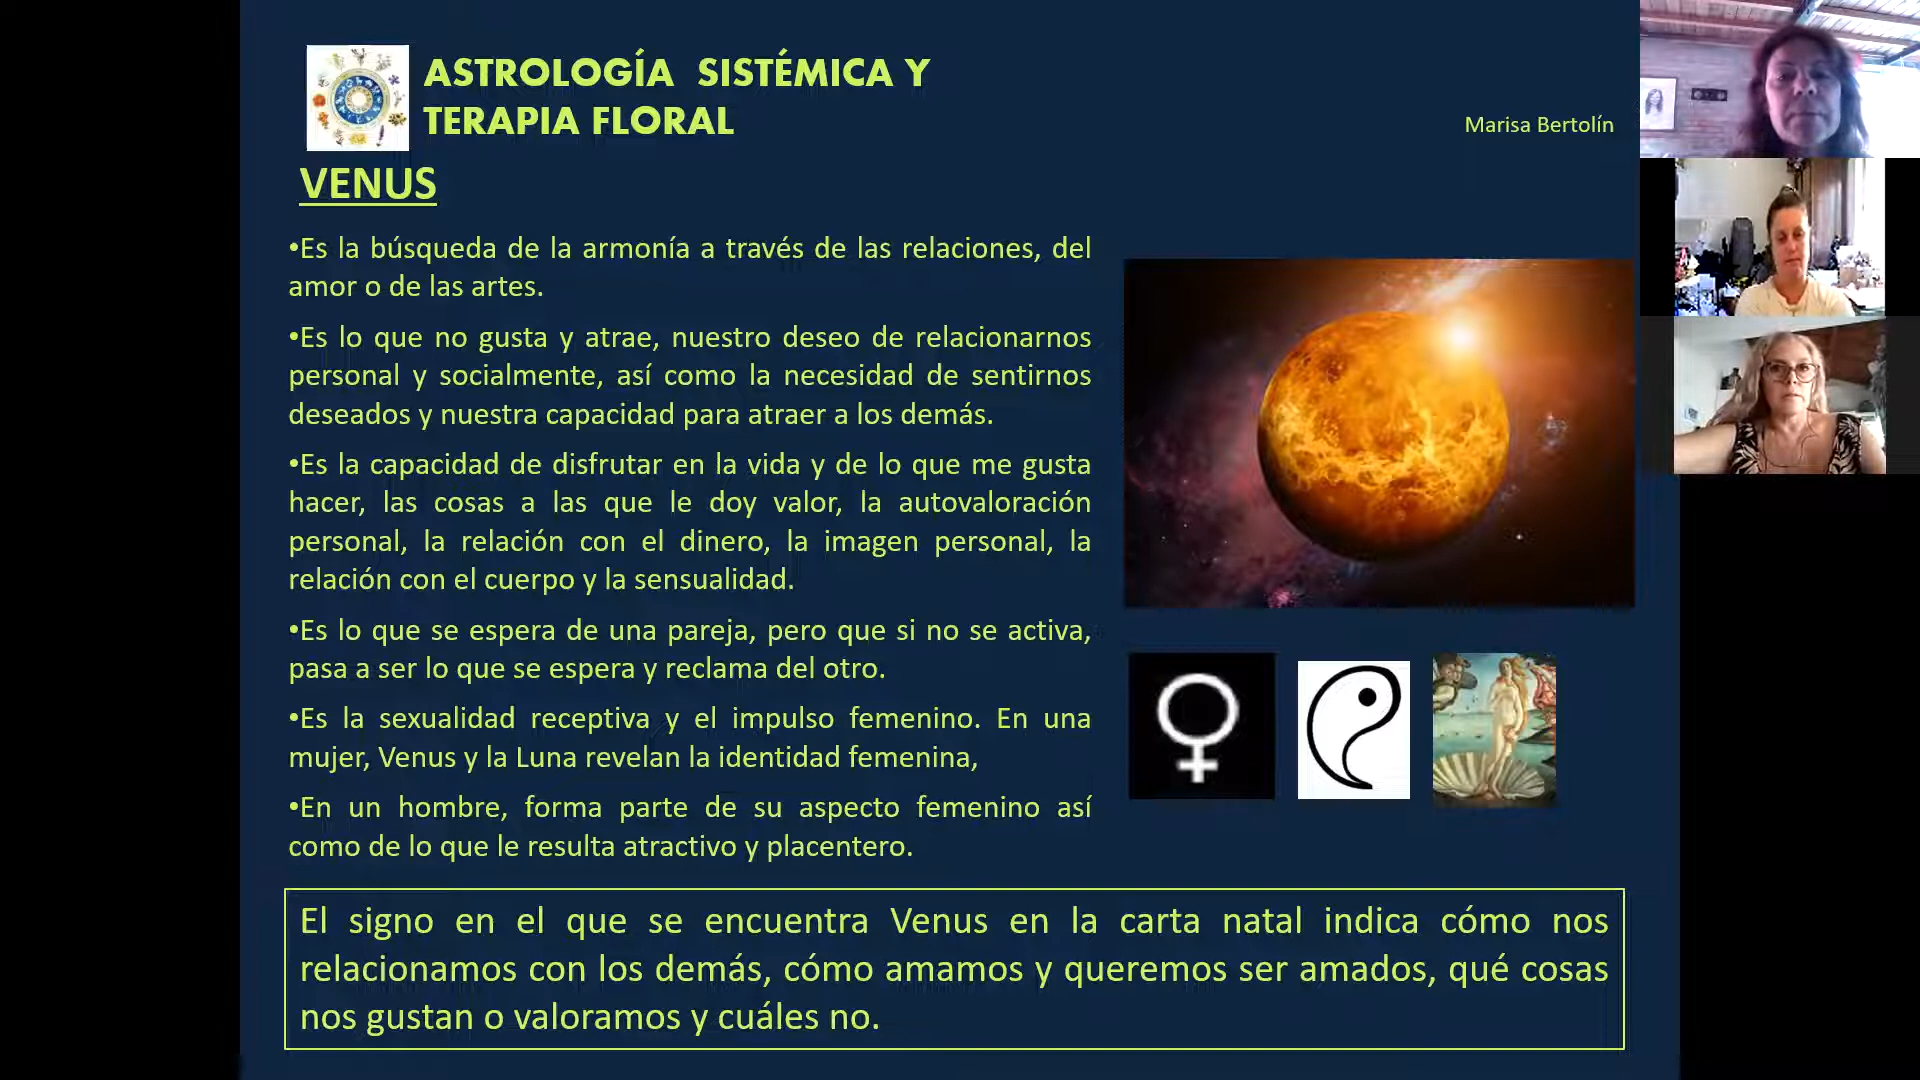 ASTROLOGÍA SISTÉMICA Y
TERAPIA FLORAL
Marisa Bertolín
VENUS
•Es la búsqueda de la armonía a través de las relaciones, del
amor o de las artes.
•Es lo que no gusta y atrae, nuestro deseo de relacionarnos
personal y socialmente, así como la necesidad de sentirnos
deseados y nuestra capacidad para atraer a los demás.
•Es la capacidad de disfrutar en la vida y de lo que me gusta
hacer, las cosas a las que le doy valor, la autovaloración
personal, la relación con el dinero, la imagen personal, la
relación con el cuerpo y la sensualidad.
•Es lo que se espera de una pareja, pero que si no se activa,
pasa a ser lo que se espera y reclama del otro.
•Es la sexualidad receptiva y el impulso femenino. En una
mujer, Venus y la Luna revelan la identidad femenina,
•En un hombre, forma parte de su aspecto femenino así
como de lo que le resulta atractivo y placentero.
El signo en el que se encuentra Venus en la carta natal indica cómo nos
relacionamos con los demás, cómo amamos y queremos ser amados, qué cosas
nos gustan o valoramos y cuáles no.